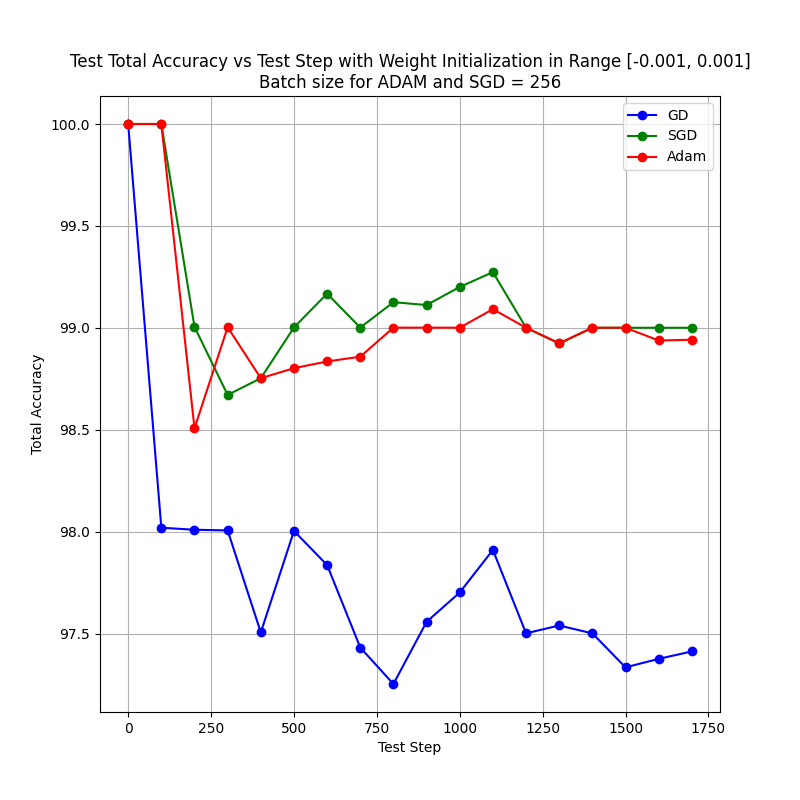 Test Total Accuracy vs Test Step with Weight Initialization in Range [-0.001, 0.001]
Batch size for ADAM and SGD = 256
GD
SGD
Adam
100.0
99.5
99.0
98.5
98.0
97.5
Total Accuracy
0 250 500 750 1000 1250 1500 1750
Test Step